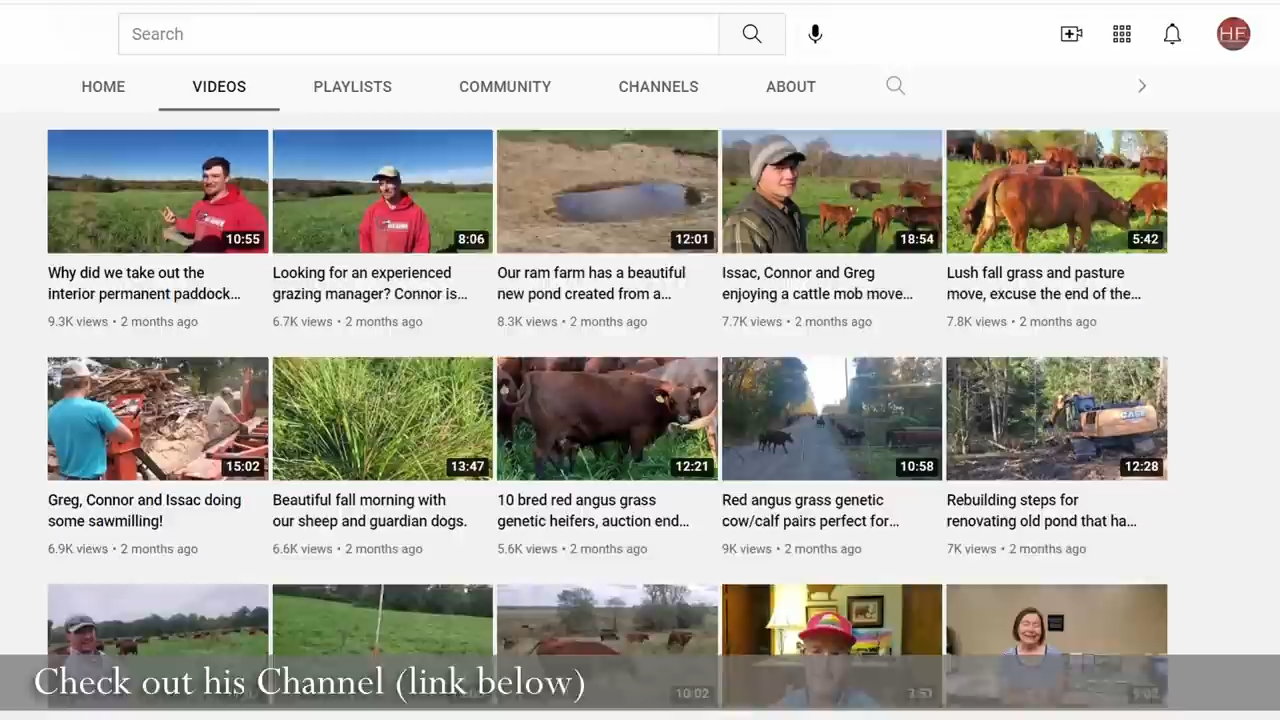 Search
HF
HOME VIDEOS PLAYLISTS COMMUNITY CHANNELS ABOUT
10:55 8:06 12:01 18:54 5:42
Why did we take out the
interior permanent paddock...
9.3K views • 2 months ago
Looking for an experienced
grazing manager? Connor is...
6.7K views • 2 months ago
Our ram farm has a beautiful
new pond created from a...
8.3K views • 2 months ago
Issac, Connor and Greg
enjoying a cattle mob move...
7.7K views • 2 months ago
Lush fall grass and pasture
move, excuse the end of the...
7.8K views • 2 months ago
15:02 13:47 12:21 10:58 12:28
CASE
Greg, Connor and Issac doing
some sawmilling!
6.9K views • 2 months ago
Beautiful fall morning with
our sheep and guardian dogs.
6.6K views • 2 months ago
10 bred red angus grass
genetic heifers, auction end...
5.6K views • 2 months ago
Red angus grass genetic
cow/calf pairs perfect for...
9K views • 2 months ago
Rebuilding steps for
renovating old pond that ha...
7K views • 2 months ago
Check out his Channel (link below)
10:02